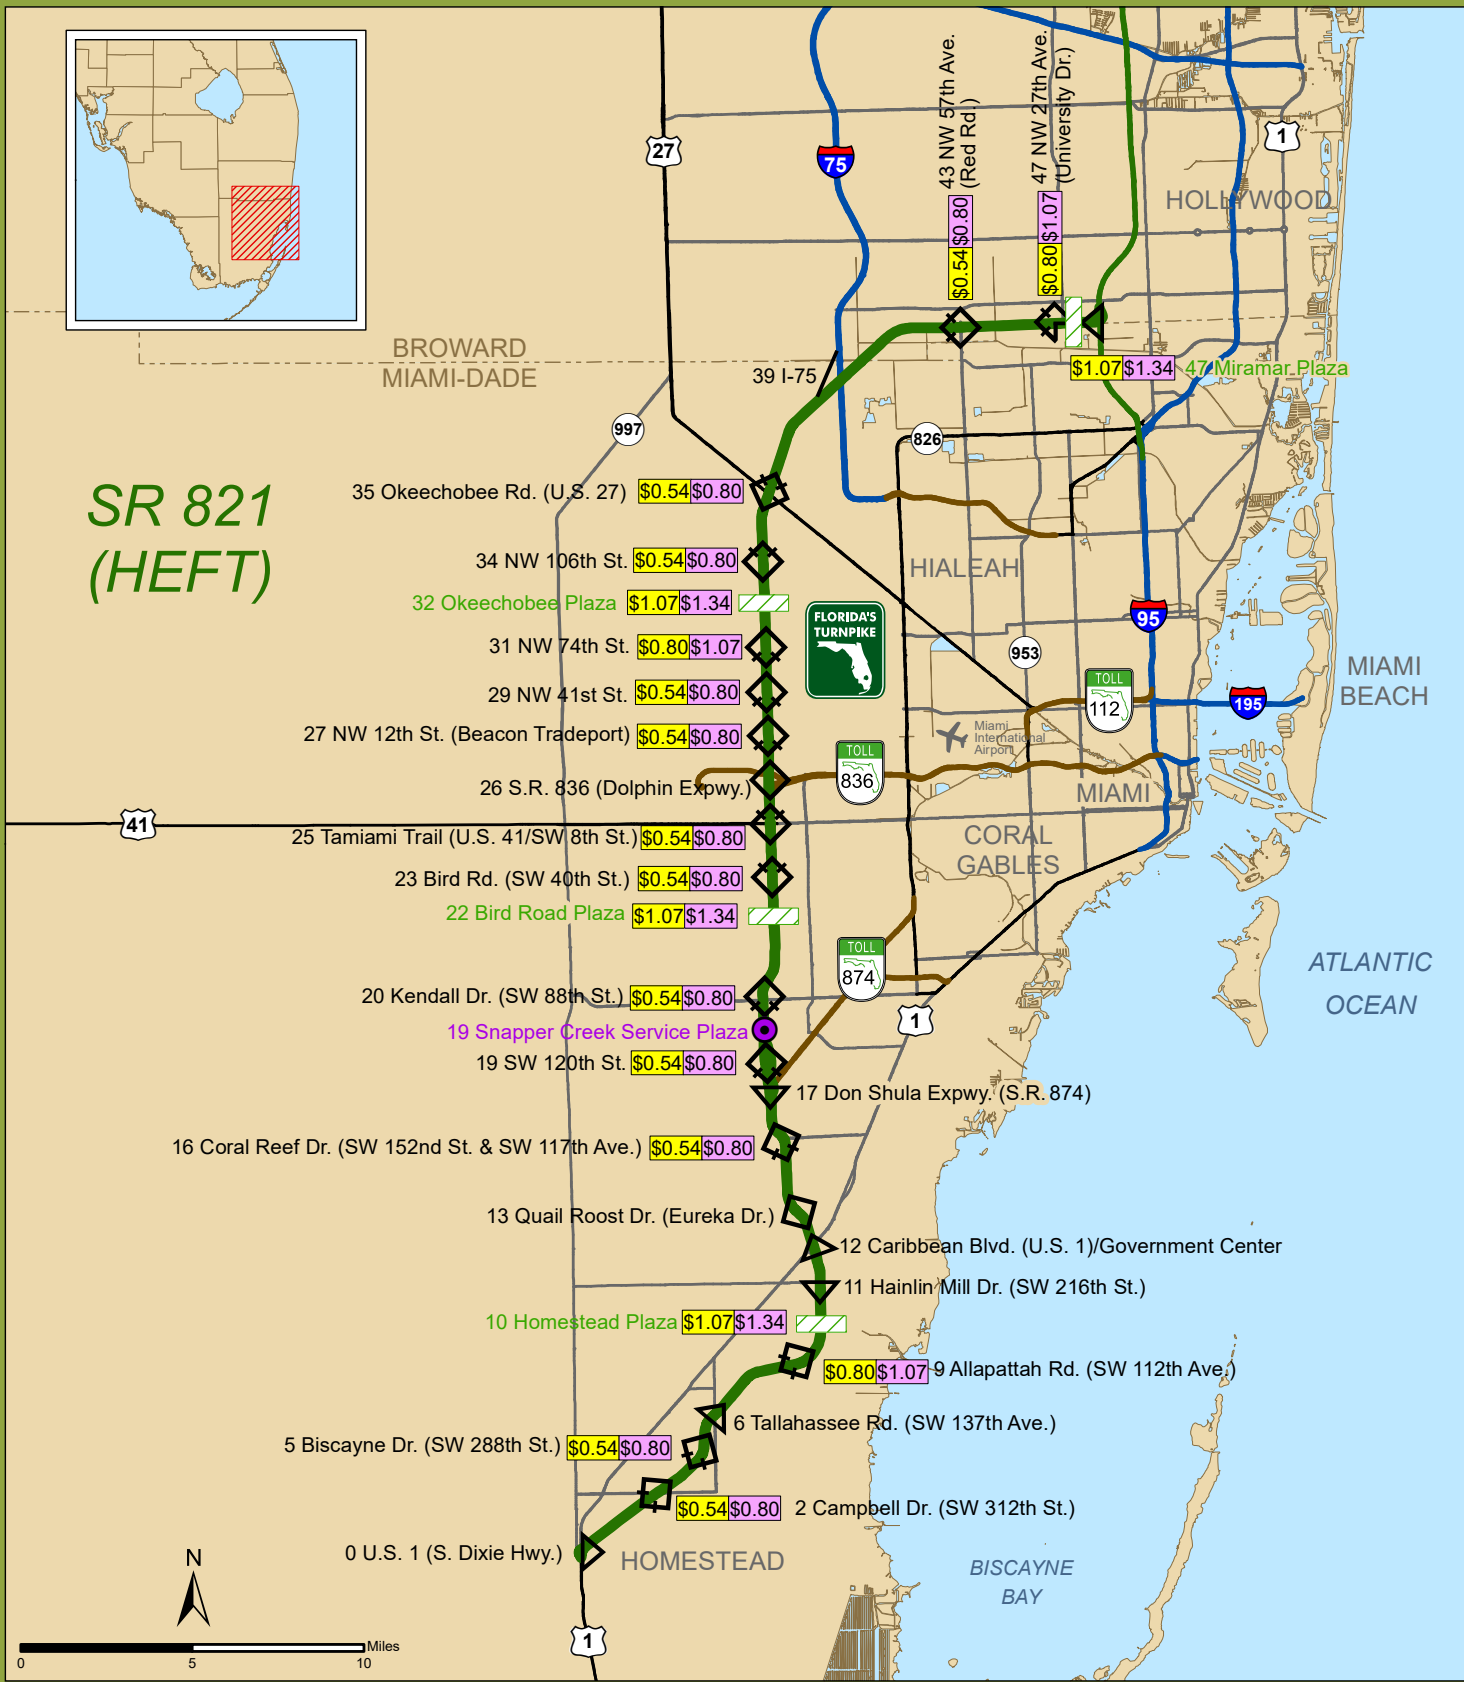 43 NW 57th Ave.
(Red Rd.)
$0.54 $0.80
47 NW 27th Ave.
(University Dr.)
$0.80 $1.07
27
75
1
HOLLYWOOD
BROWARD
MIAMI-DADE
39 I-75
$1.07 $1.34 47 Miramar Plaza
997
826
SR 821
(HEFT)
35 Okeechobee Rd. (U.S. 27) $0.54 $0.80
34 NW 106th St. $0.54 $0.80
HIALEAH
32 Okeechobee Plaza $1.07 $1.34
FLORIDA'S
TURNPIKE
95
31 NW 74th St. $0.80 $1.07
953
MIAMI
BEACH
29 NW 41st St. $0.54 $0.80
TOLL
112
195
27 NW 12th St. (Beacon Tradeport) $0.54 $0.80
Miami
International
Airport
26 S.R. 836 (Dolphin Expwy.)
TOLL
836
MIAMI
41
25 Tamiami Trail (U.S. 41/SW 8th St.) $0.54 $0.80
CORAL
GABLES
23 Bird Rd. (SW 40th St.) $0.54 $0.80
22 Bird Road Plaza $1.07 $1.34
TOLL
874
ATLANTIC
OCEAN
20 Kendall Dr. (SW 88th St.) $0.54 $0.80
1
19 Snapper Creek Service Plaza
19 SW 120th St. $0.54 $0.80
17 Don Shula Expwy. (S.R. 874)
16 Coral Reef Dr. (SW 152nd St. & SW 117th Ave.) $0.54 $0.80
13 Quail Roost Dr. (Eureka Dr.)
12 Caribbean Blvd. (U.S. 1)/Government Center
11 Hainlin Mill Dr. (SW 216th St.)
10 Homestead Plaza $1.07 $1.34
$0.80 $1.07 9 Allapattah Rd. (SW 112th Ave.)
6 Tallahassee Rd. (SW 137th Ave.)
5 Biscayne Dr. (SW 288th St.) $0.54 $0.80
$0.54 $0.80 2 Campbell Dr. (SW 312th St.)
0 U.S. 1 (S. Dixie Hwy.)
HOMESTEAD
N
BISCAYNE
BAY
1
Miles
0 5 10